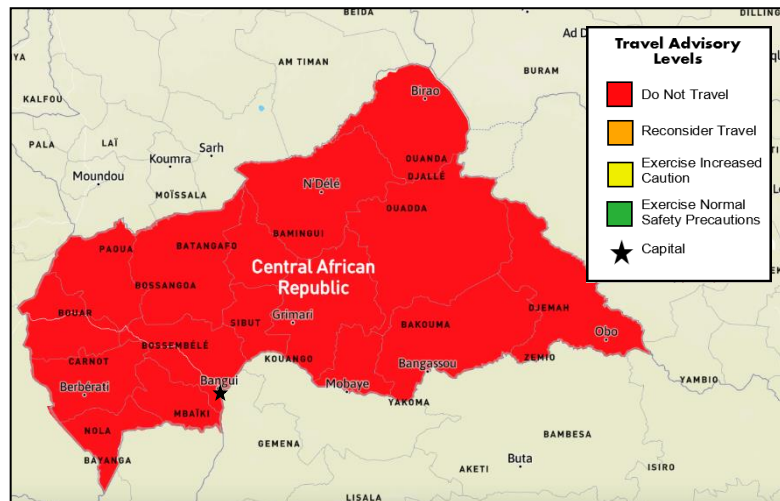 BEIDA
DILLING
Ad D
YA
AM TIMAN
BURAM
KALFOU
Birao
PALA
LAÏ
Sarh
Koumra
Moundou
MOÏSSALA
OUANDA
DJALLÉ
N'Délé
OUADDA
PAOUA
BATANGAFO
BAMINGUI
Central African
Republic
BOSSANGOA
BOUAR
SIBUT
Grimari
DJEMAH
BAKOUMA
Obo
BOSSEMBÉLÉ
KOUANGO
ZEMIO
CARNOT
Bangassou
Bangui
Berbérati
Mobaye
YAMBIO
YAKOMA
MBAÏKI
NOLA
BAYANGA
GEMENA
BAMBESA
AKETI
Buta
ISIRO
LISALA
Travel Advisory
Levels
Do Not Travel
Reconsider Travel
Exercise Increased
Caution
Exercise Normal
Safety Precautions
Capital